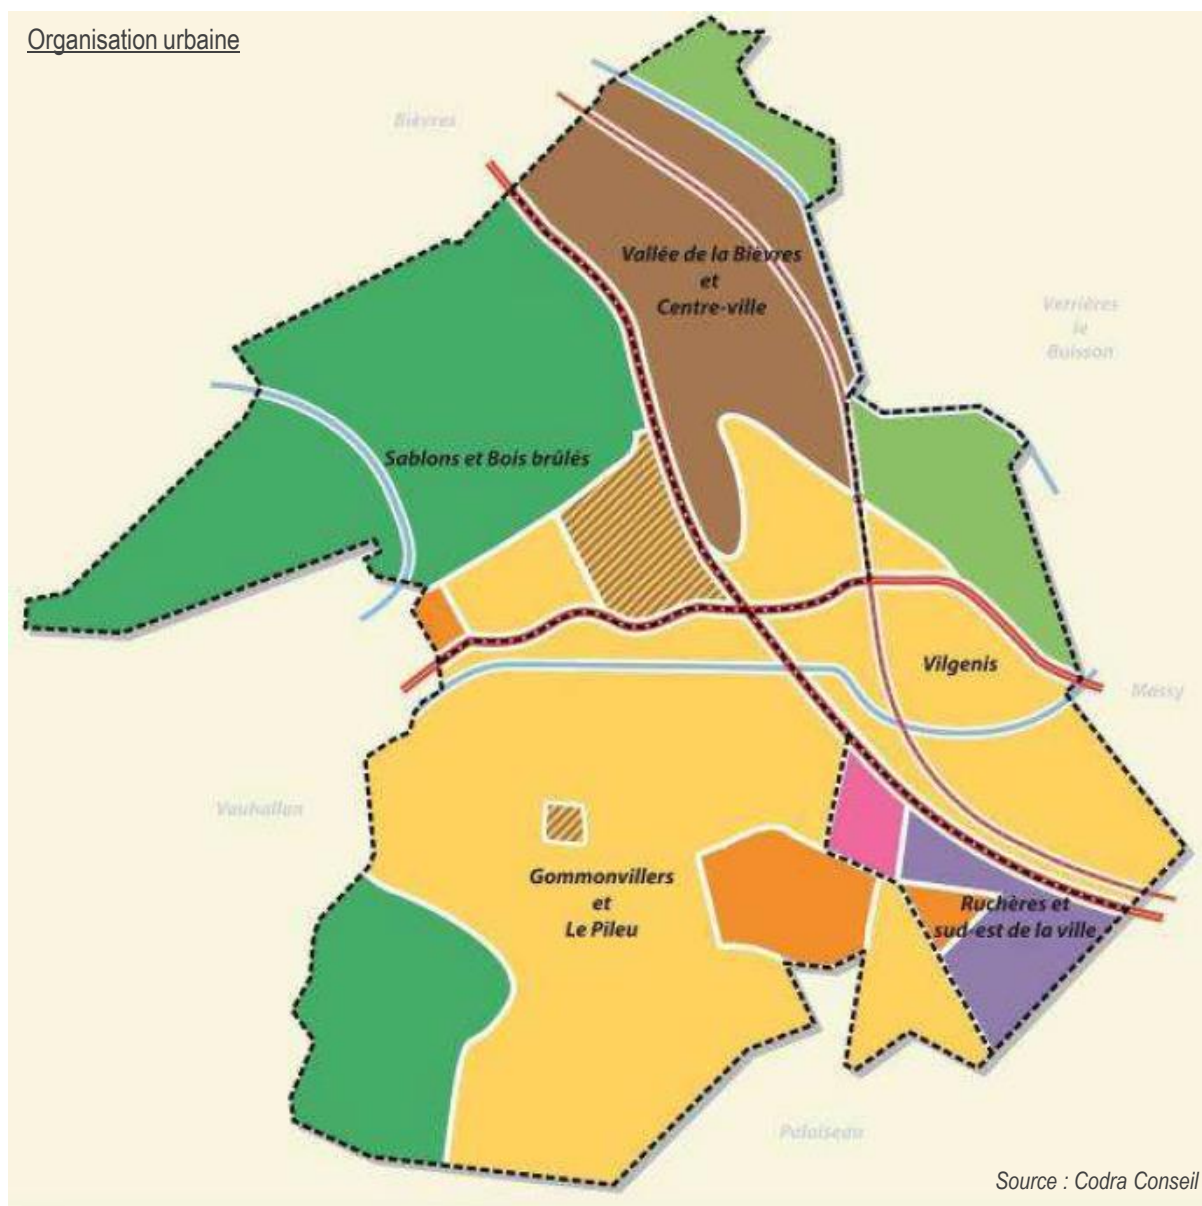 Organisation urbaine
Bièvres
Vallée de la Bièvres
et
Centre-ville
Verrières
le
Buisson
Sablons et Bois brûlés
Vilgenis
Massy
Vauhallan
Gommonvillers
et
Le Pileu
Ruchères et
sud-est de la ville
Palaiseau
Source : Codra Conseil